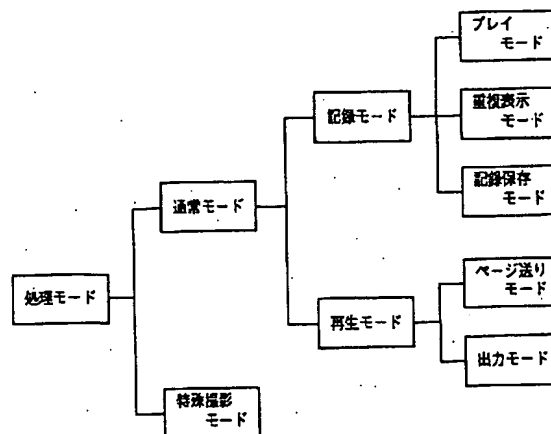 プレイ
モード
重視表示
モード
記録モード
記録保存
モード
通常モード
処理モード
ページ送り
モード
再生モード
出力モード
特殊撮影
モード